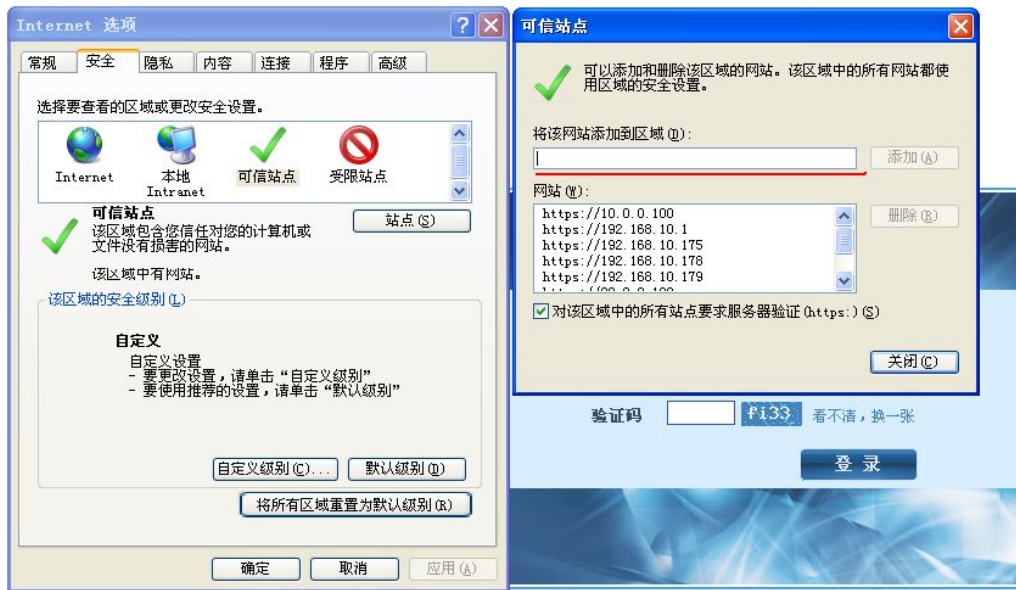 Internet 选项
常规 安全 隐私 内容 连接 程序 高级
选择要查看的区域或更改安全设置。
Internet
本地
Intranet
可信站点
受限站点
可信站点
该区域包含您信任对您的计算机或
文件没有损害的网站。
该区域中有网站。
站点(S)
该区域的安全级别(L)
自定义
自定义设置
- 要更改设置，请单击“自定义级别”
- 要使用推荐的设置，请单击“默认级别”
自定义级别(C)... 默认级别(D)
将所有区域重置为默认级别(R)
确定 取消 应用(A)
可信站点
可以添加和删除该区域的网站。该区域中的所有网站都使
用区域的安全设置。
将该网站添加到区域(D):
添加(A)
网站(W):
https://10.0.0.100
https://192.168.10.1
https://192.168.10.175
https://192.168.10.178
https://192.168.10.179
删除(R)
对该区域中的所有站点要求服务器验证(https:)(S)
关闭(C)
验证码 fi33 看不清，换一张
登 录